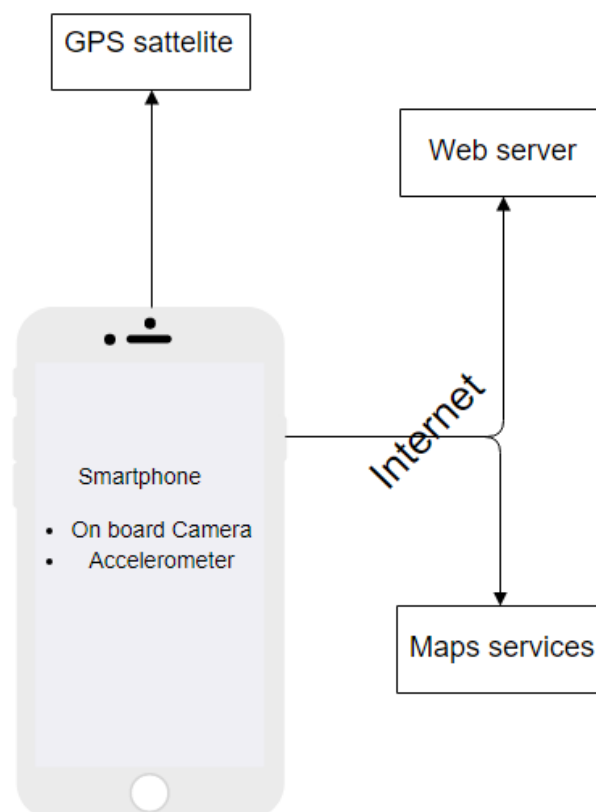 GPS sattelite
Web server
Internet
Smartphone
• On board Camera
• Accelerometer
Maps services